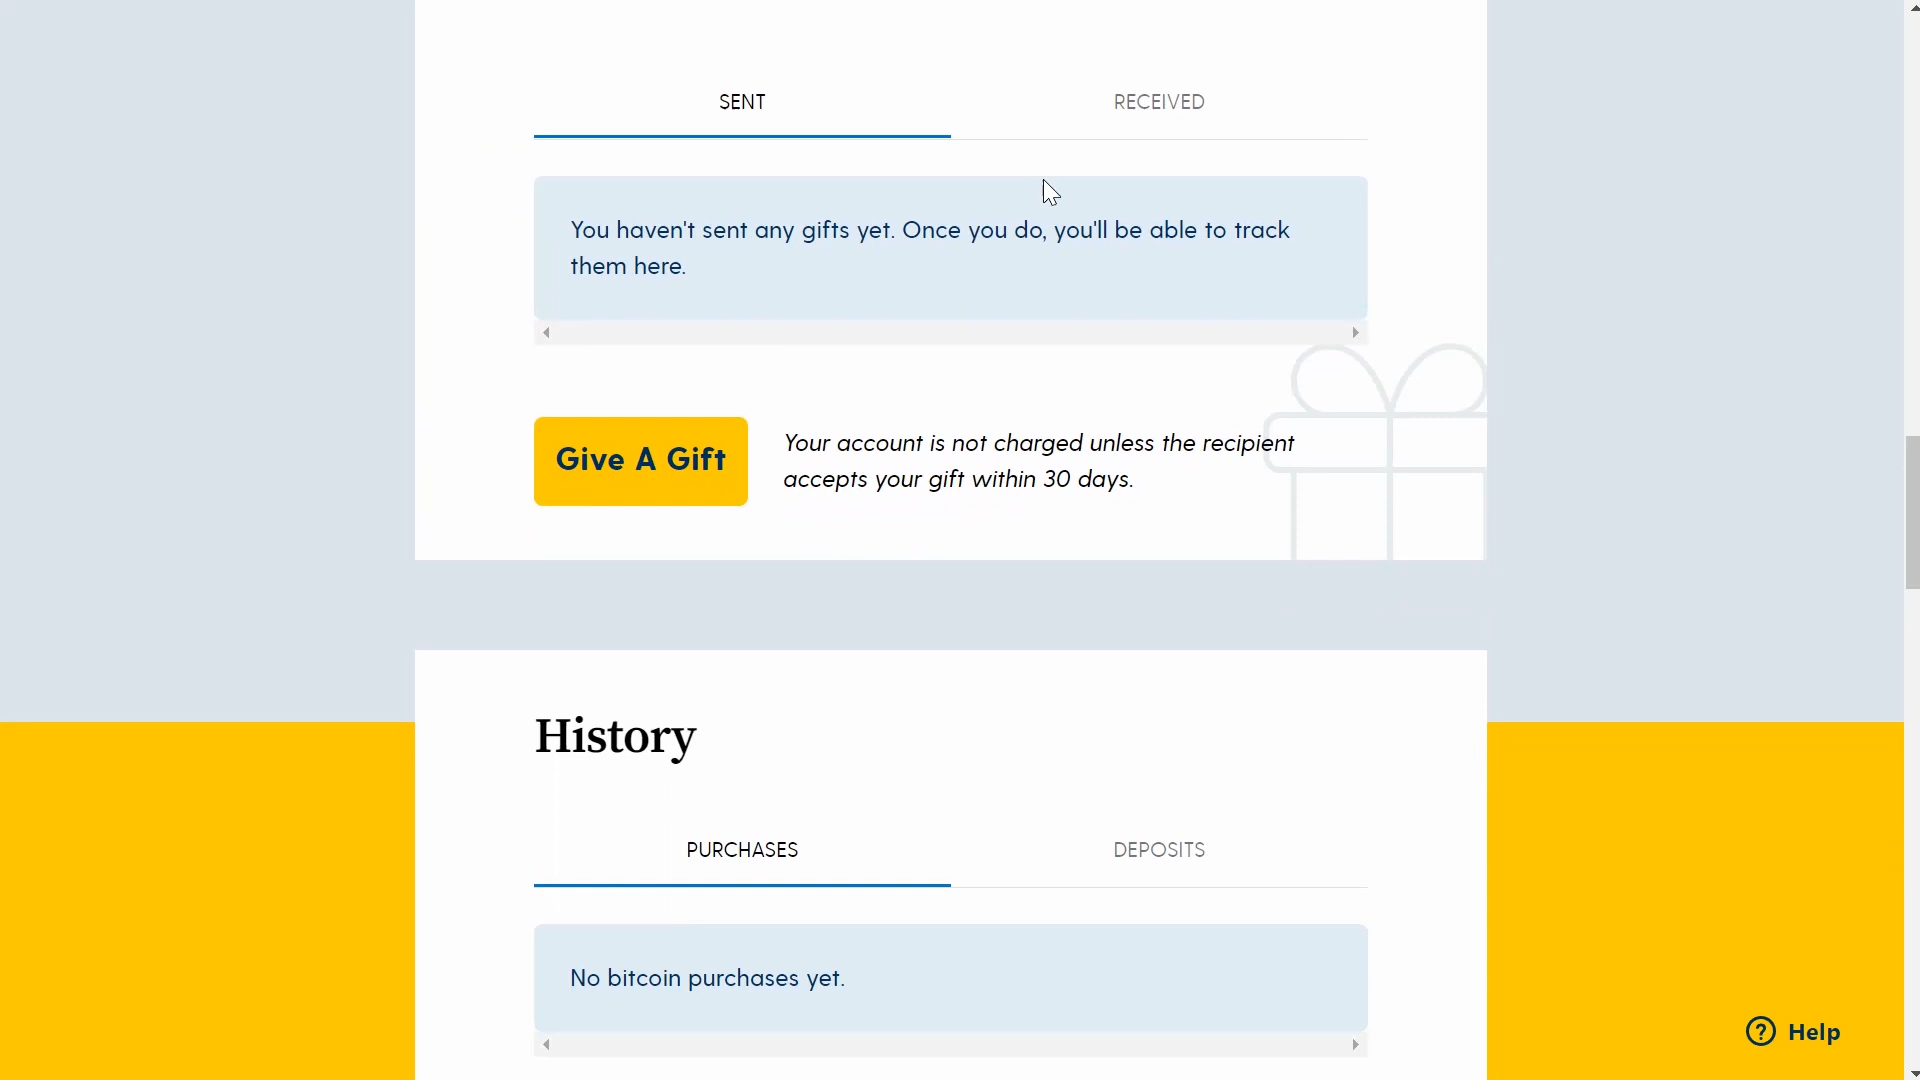 SENT
RECEIVED
You haven't sent any gifts yet. Once you do, you'll be able to track
them here.
Give A Gift
Your account is not charged unless the recipient
accepts your gift within 30 days.
History
PURCHASES
DEPOSITS
No bitcoin purchases yet.
Help